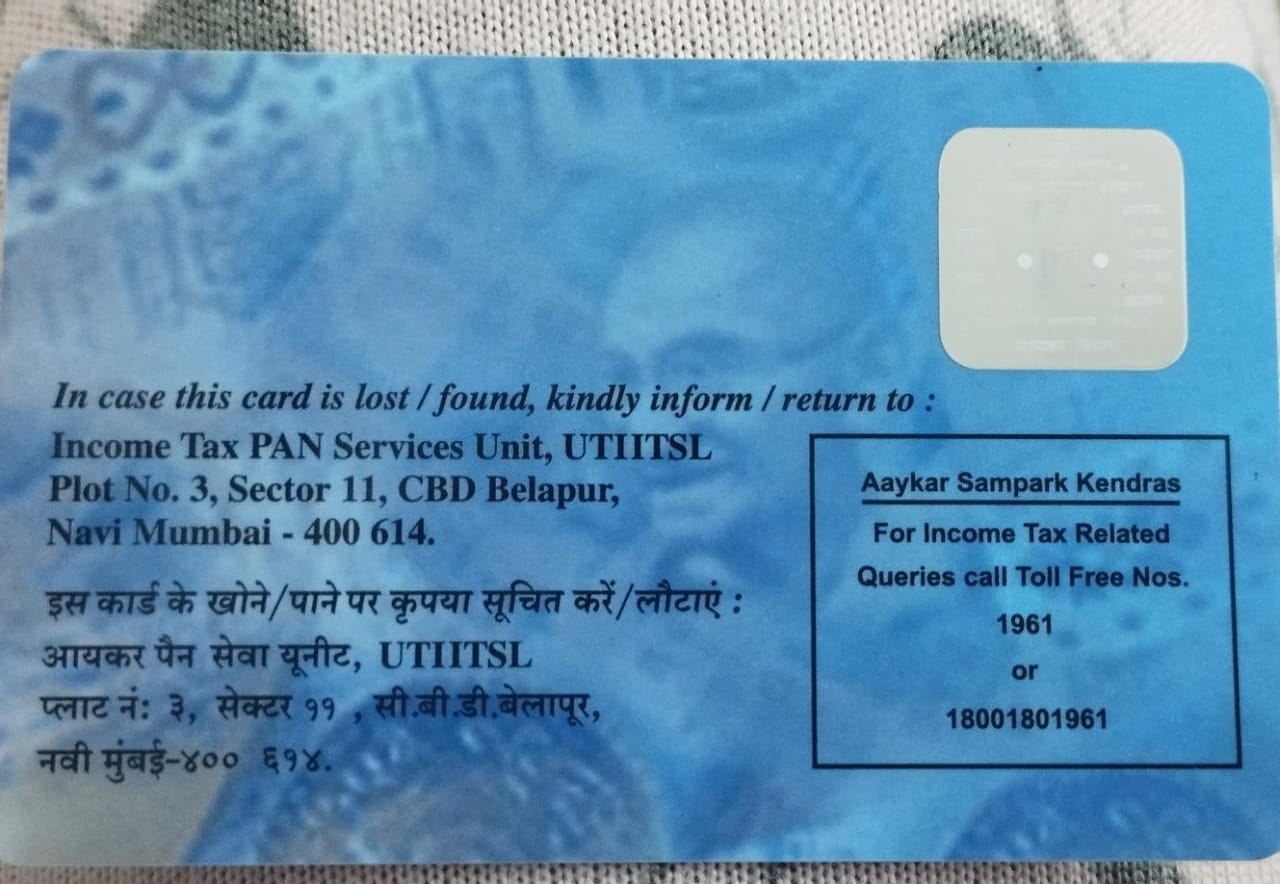 In case this card is lost / found, kindly inform / return to :
Income Tax PAN Services Unit, UTIITSL
Plot No. 3, Sector 11, CBD Belapur,
Navi Mumbai - 400 614.
इस कार्ड के खोने/पाने पर कृपया सूचित करें/लौटाएं :
आयकर पैन सेवा यूनीट, UTIITSL
प्लाट नं: ३, सेक्टर ११ , सी.बी.डी.बेलापूर,
नवी मुंबई-४०० ६१४.
Aaykar Sampark Kendras
For Income Tax Related
Queries call Toll Free Nos.
1961
or
18001801961